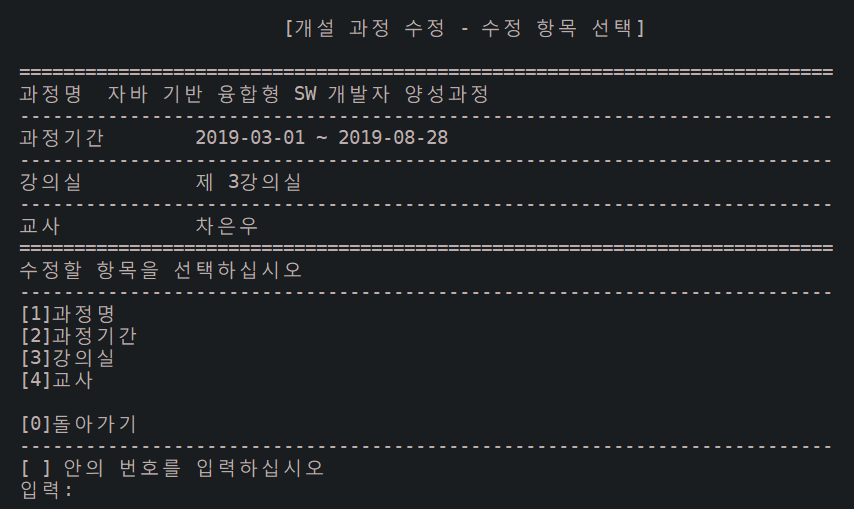 [개설 과정 수정 - 수정 항목 선택]
==========================================================================
과정명  자바 기반 융합형 SW 개발자 양성과정
--------------------------------------------------------------------------
과정기간        2019-03-01 ~ 2019-08-28
--------------------------------------------------------------------------
강의실          제 3강의실
--------------------------------------------------------------------------
교사            차은우
==========================================================================
수정할 항목을 선택하십시오
--------------------------------------------------------------------------
[1]과정명
[2]과정기간
[3]강의실
[4]교사
[0]돌아가기
--------------------------------------------------------------------------
[ ] 안의 번호를 입력하십시오
입력: